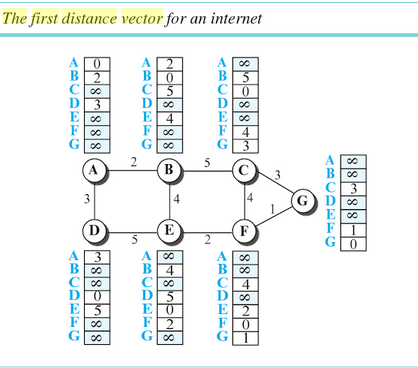 The first distance vector for an internet
A 0 A 2 A ∞
B 2 B 0 B 5
C ∞ C 5 C 0
D 3 D ∞ D ∞
E ∞ E 4 E ∞
F ∞ F ∞ F 4
G ∞ G ∞ G 3
A 2 B 5 C 3
3 4 4 1 G
D 5 E 2 F
A ∞
B ∞
C 3
D ∞
E ∞
F 1
G 0
A 3 A ∞ A ∞
B ∞ B 4 B ∞
C ∞ C ∞ C 4
D 0 D 5 D ∞
E 5 E 0 E 2
F ∞ F 2 F 0
G ∞ G ∞ G 1